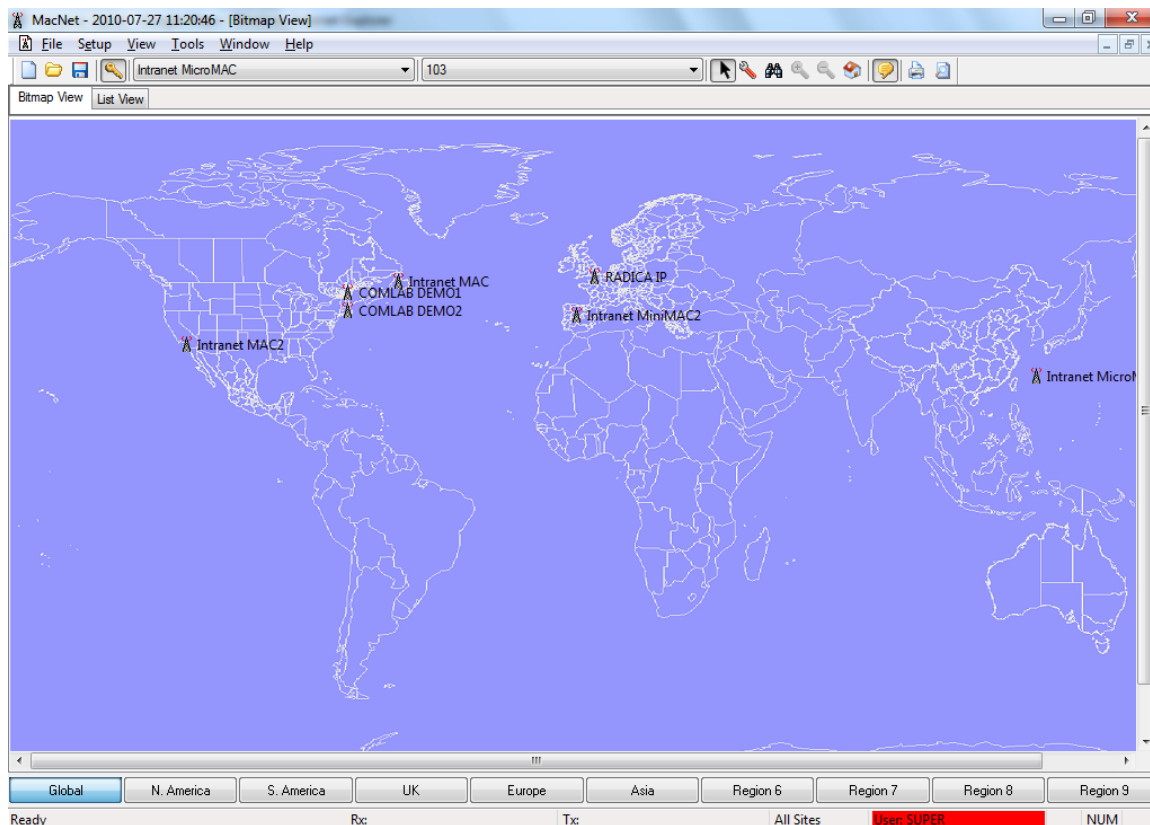 MacNet - 2010-07-27 11:20:46 - [Bitmap View]
File Setup View Tools Window Help
Intranet MicroMAC 103
Bitmap View List View
RADICA IP
Intranet MAC
COMLAB DEMO1
COMLAB DEMO2
Intranet MiniMAC2
Intranet MAC2
Intranet MicroM
Global N. America S. America UK Europe Asia Region 6 Region 7 Region 8 Region 9
Ready Rx: Tx: All Sites User: SUPER NUM